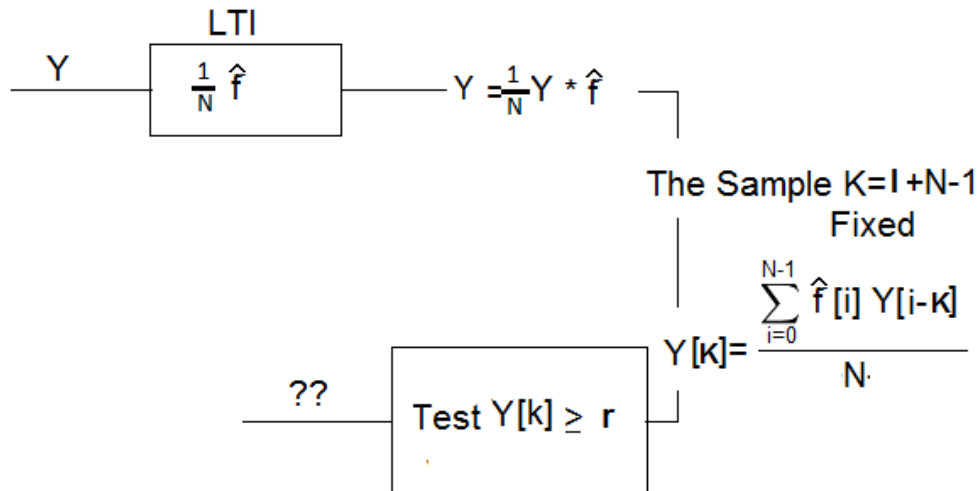 LTI
Y
1/N f̂
Y = 1/N Y * f̂
The Sample K=I+N-1
Fixed
Y[κ]= ∑ i=0 N-1 f̂[i] Y[i-κ] / N.
??
Test Y[k] ≥ r